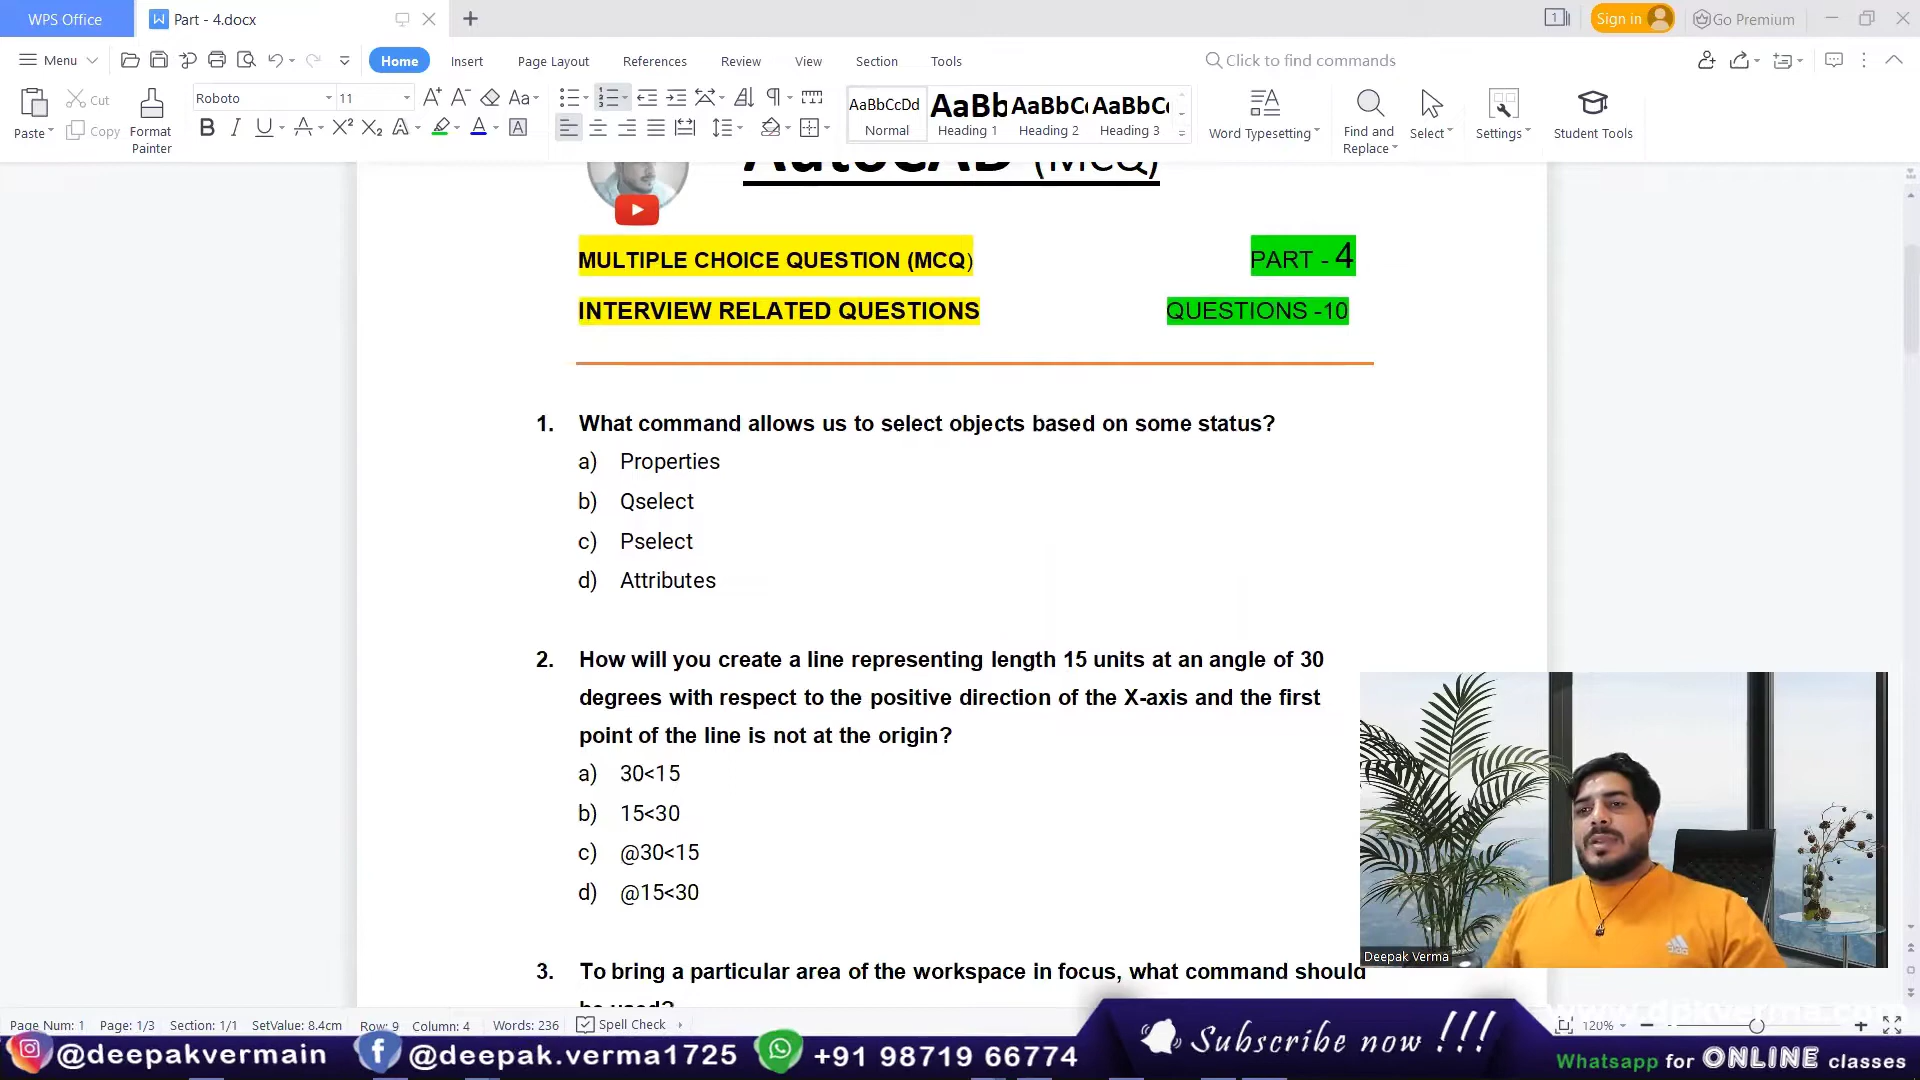 WPS Office
Part - 4.docx
1
Sign in
Go Premium
Menu
Home
Insert
Page Layout
References
Review
View
Section
Tools
Click to find commands
Paste
Cut
Copy
Format
Painter
Roboto
11
AaBbCcDd
Normal
AaBb
Heading 1
AaBbC
Heading 2
AaBbC
Heading 3
Word Typesetting
Find and
Replace
Select
Settings
Student Tools
AutoCAD (MCQ)
MULTIPLE CHOICE QUESTION (MCQ)
PART - 4
INTERVIEW RELATED QUESTIONS
QUESTIONS -10
1. What command allows us to select objects based on some status?
a) Properties
b) Qselect
c) Pselect
d) Attributes
2. How will you create a line representing length 15 units at an angle of 30
degrees with respect to the positive direction of the X-axis and the first
point of the line is not at the origin?
a) 30<15
b) 15<30
c) @30<15
d) @15<30
3. To bring a particular area of the workspace in focus, what command should
be used?
Deepak Verma
Page Num: 1
Page: 1/3
Section: 1/1
SetValue: 8.4cm
Row: 9
Column: 4
Words: 236
Spell Check
120%
@deepakvermain
@deepak.verma1725
+91 98719 66774
Subscribe now !!!
Whatsapp for ONLINE classes